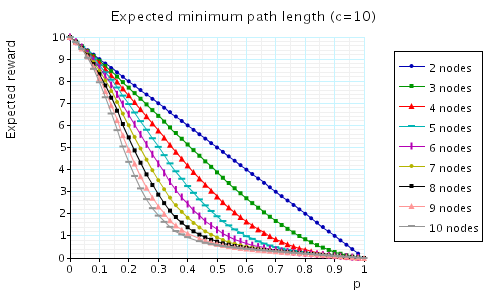 Expected minimum path length (c=10)
Expected reward
10
9
8
7
6
5
4
3
2
1
0
0 0.1 0.2 0.3 0.4 0.5 0.6 0.7 0.8 0.9 1
p
2 nodes
3 nodes
4 nodes
5 nodes
6 nodes
7 nodes
8 nodes
9 nodes
10 nodes